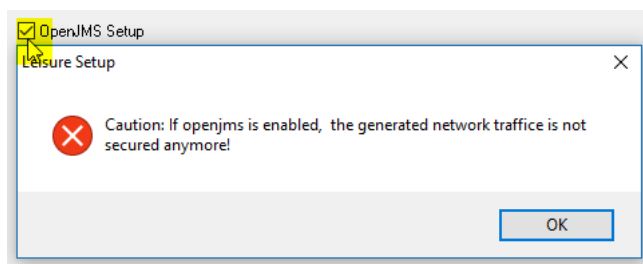 OpenJMS Setup
Leisure Setup
Caution: If openjms is enabled, the generated network traffice is not
secured anymore!
OK